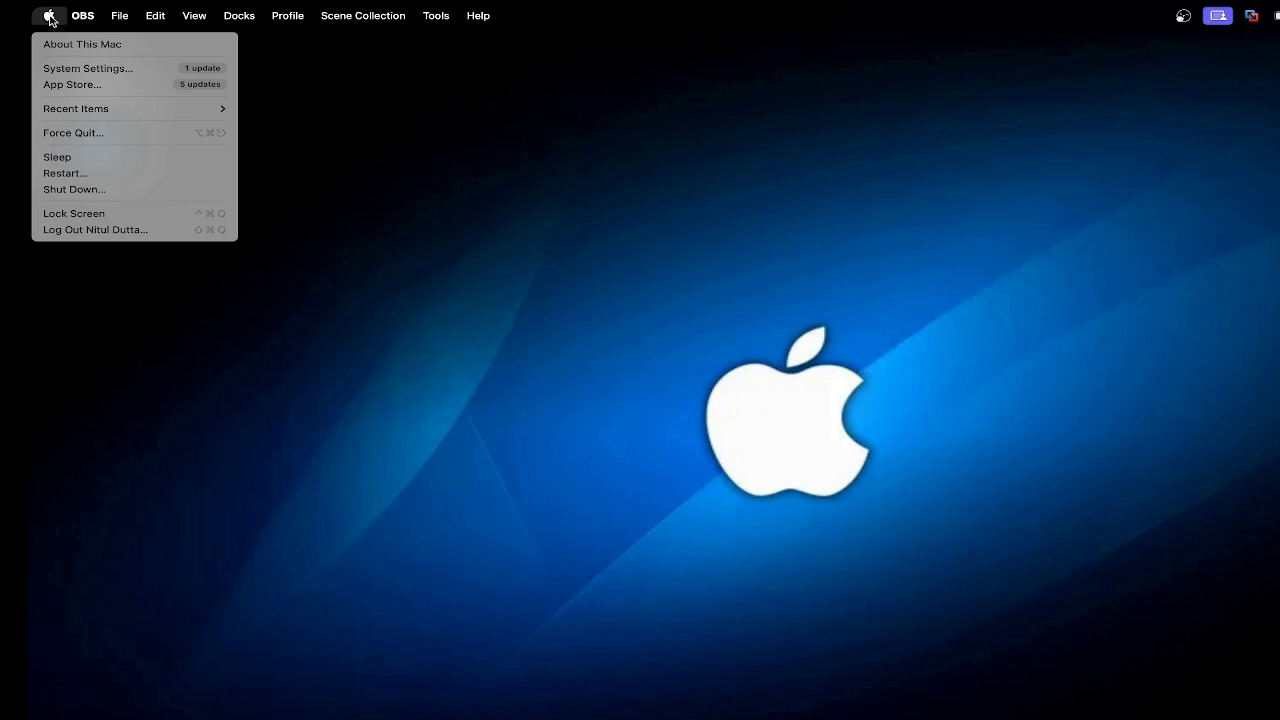 OBS File Edit View Docks Profile Scene Collection Tools Help
About This Mac
System Settings... 1 update
App Store... 5 updates
Recent Items
Force Quit... ⌥⌘⎋
Sleep
Restart...
Shut Down...
Lock Screen ^⌘Q
Log Out Nitul Dutta... ⇧⌘Q